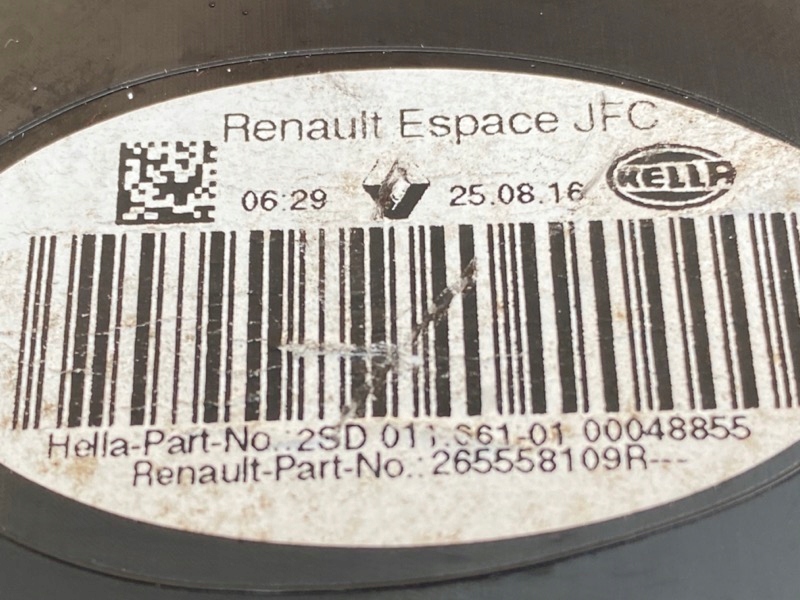 Renault Espace JFC
06:29 25.08.16 HELLA
Hella-Part-No.:2SD 011.661-01 00048855
Renault-Part-No.:265558109R---